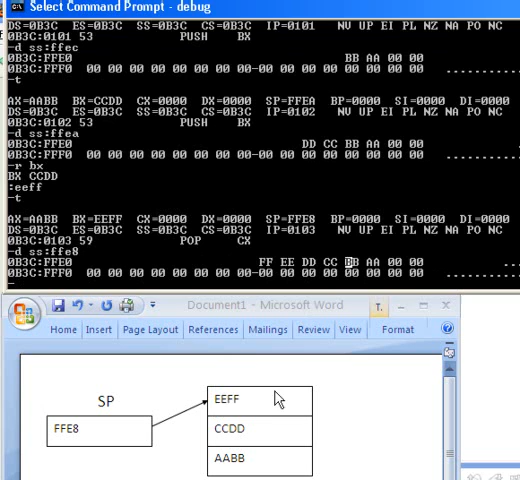 Select Command Prompt - debug
DS=0B3C ES=0B3C SS=0B3C CS=0B3C IP=0101 NV UP EI PL NZ NA PO NC
0B3C:0101 53 PUSH BX
-d ss:ffec
0B3C:FFE0 BB AA 00 00
0B3C:FFF0 00 00 00 00 00 00 00 00-00 00 00 00 00 00 00 00 ..........
-t
AX=AABB BX=CCDD CX=0000 DX=0000 SP=FFEA BP=0000 SI=0000 DI=0000
DS=0B3C ES=0B3C SS=0B3C CS=0B3C IP=0102 NV UP EI PL NZ NA PO NC
0B3C:0102 53 PUSH BX
-d ss:ffea
0B3C:FFE0 DD CC BB AA 00 00
0B3C:FFF0 00 00 00 00 00 00 00 00-00 00 00 00 00 00 00 00 ..........
-r bx
BX CCDD
:eeff
-t
AX=AABB BX=EEFF CX=0000 DX=0000 SP=FFE8 BP=0000 SI=0000 DI=0000
DS=0B3C ES=0B3C SS=0B3C CS=0B3C IP=0103 NV UP EI PL NZ NA PO NC
0B3C:0103 59 POP CX
-d ss:ffe8
0B3C:FFE0 FF EE DD CC BB AA 00 00
0B3C:FFF0 00 00 00 00 00 00 00 00-00 00 00 00 00 00 00 00 ..........
-
Document1 - Microsoft Word T.
Home Insert Page Layout References Mailings Review View Format
SP
EEFF
FFE8
CCDD
AABB